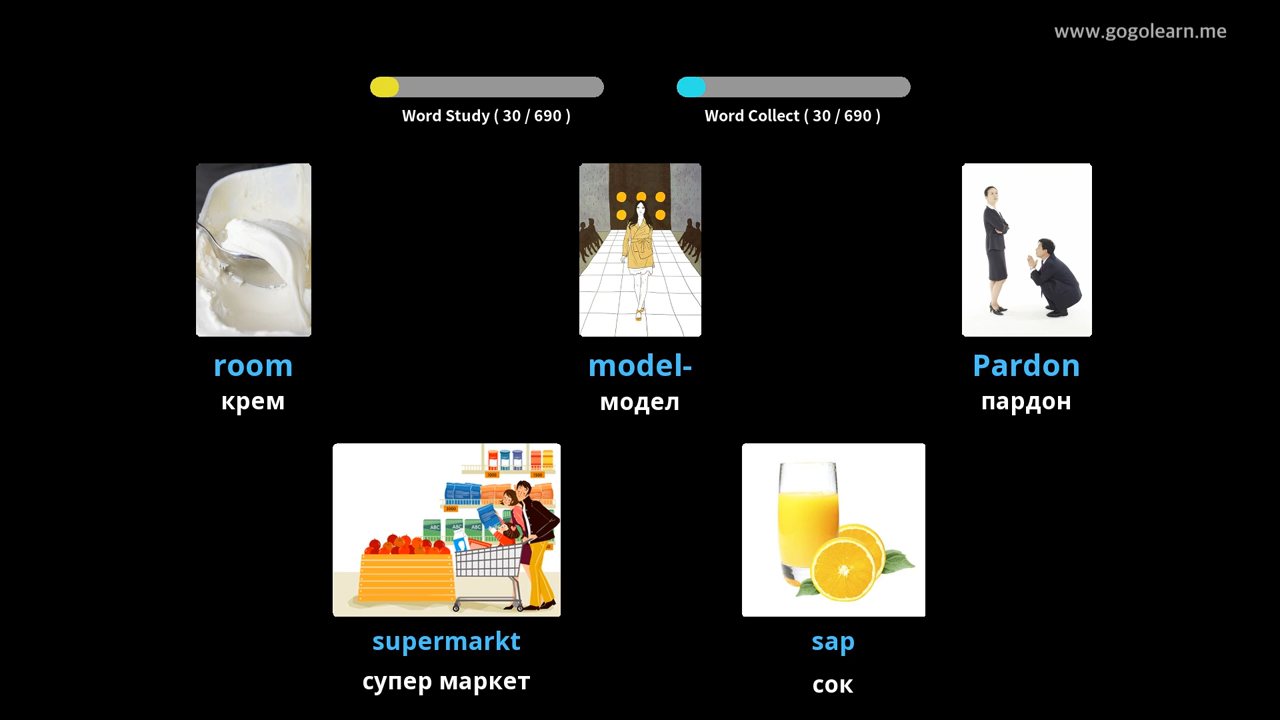 www.gogolearn.me
Word Study ( 30 / 690 )
Word Collect ( 30 / 690 )
room
крем
model-
модел
Pardon
пардон
supermarkt
супер маркет
sap
сок